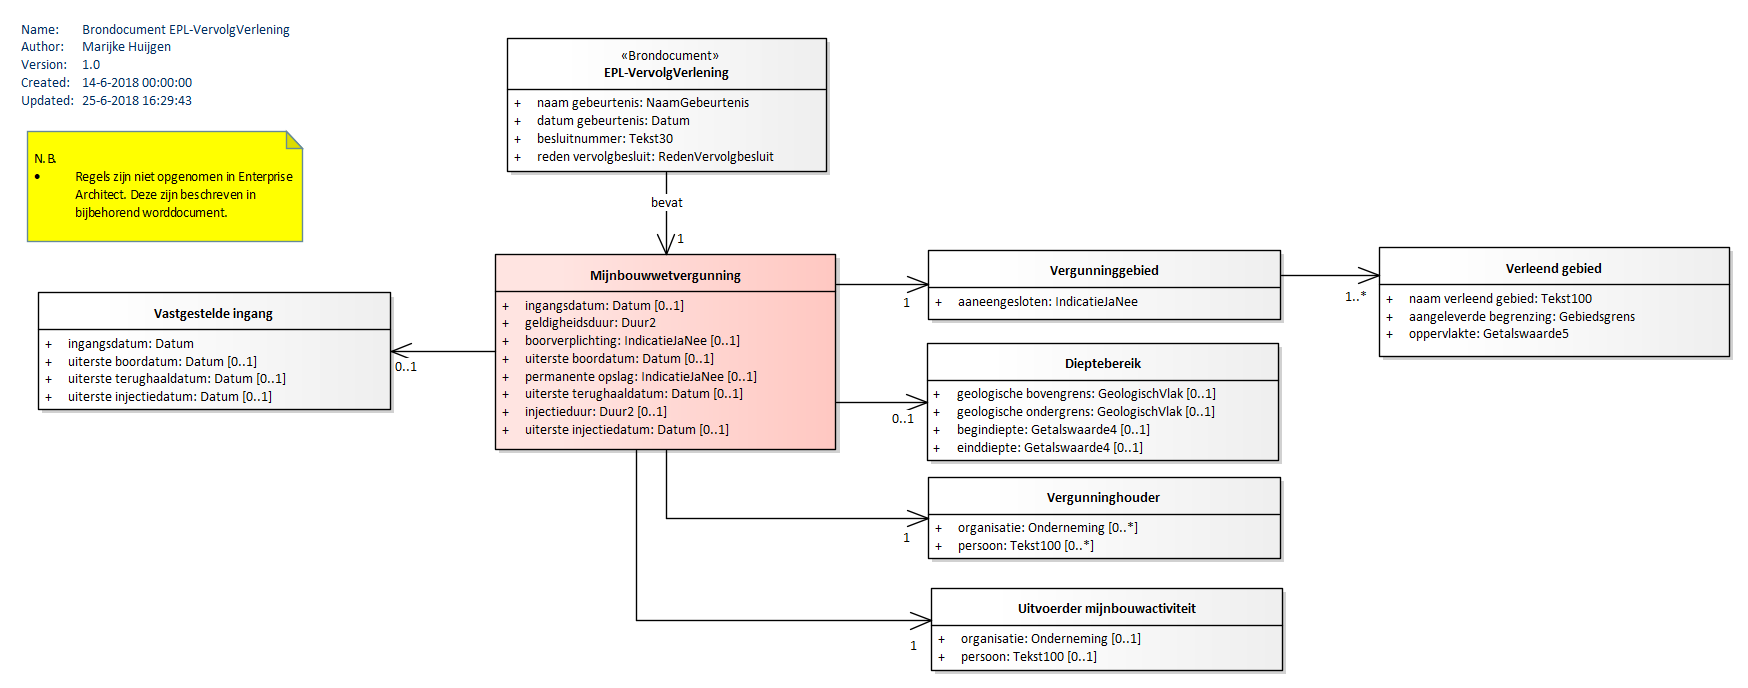 Name: Brondocument EPL-VervolgVerlening
Author: Marijke Huijgen
Version: 1.0
Created: 14-6-2018 00:00:00
Updated: 25-6-2018 16:29:43
N.B.
• Regels zijn niet opgenomen in Enterprise
Architect. Deze zijn beschreven in
bijbehorend worddocument.
«Brondocument»
EPL-VervolgVerlening
+ naam gebeurtenis: NaamGebeurtenis
+ datum gebeurtenis: Datum
+ besluitnummer: Tekst30
+ reden vervolgbesluit: RedenVervolgbesluit
bevat
1
Vastgestelde ingang
+ ingangsdatum: Datum
+ uiterste boordatum: Datum [0..1]
+ uiterste terughaaldatum: Datum [0..1]
+ uiterste injectiedatum: Datum [0..1]
0..1
Mijnbouwwetvergunning
+ ingangsdatum: Datum [0..1]
+ geldigheidsduur: Duur2
+ boorverplichting: IndicatieJaNee [0..1]
+ uiterste boordatum: Datum [0..1]
+ permanente opslag: IndicatieJaNee [0..1]
+ uiterste terughaaldatum: Datum [0..1]
+ injectieduur: Duur2 [0..1]
+ uiterste injectiedatum: Datum [0..1]
1
Vergunninggebied
+ aaneengesloten: IndicatieJaNee
1..*
Verleend gebied
+ naam verleend gebied: Tekst100
+ aangeleverde begrenzing: Gebiedsgrens
+ oppervlakte: Getalswaarde5
0..1
Dieptebereik
+ geologische bovengrens: GeologischVlak [0..1]
+ geologische ondergrens: GeologischVlak [0..1]
+ begindiepte: Getalswaarde4 [0..1]
+ einddiepte: Getalswaarde4 [0..1]
1
Vergunninghouder
+ organisatie: Onderneming [0..*]
+ persoon: Tekst100 [0..*]
1
Uitvoerder mijnbouwactiviteit
+ organisatie: Onderneming [0..1]
+ persoon: Tekst100 [0..1]